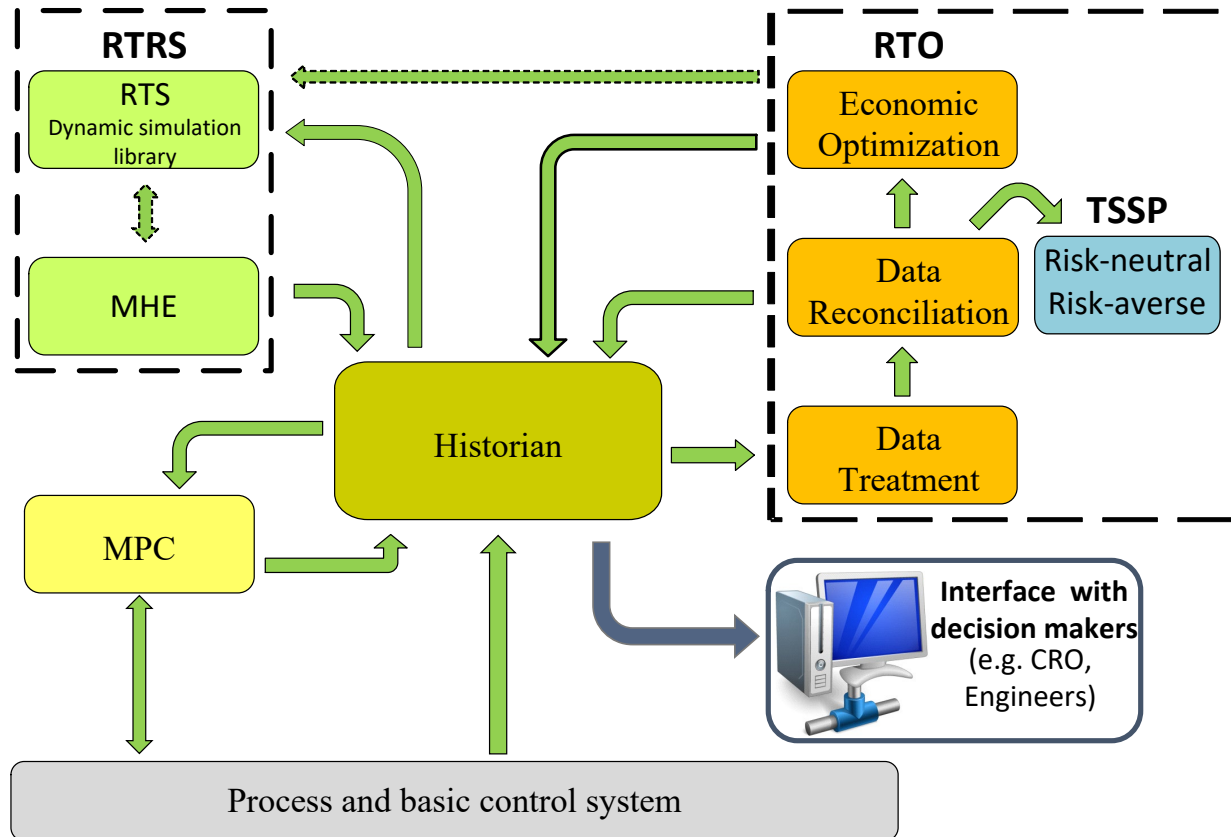 RTRS
RTS
Dynamic simulation
library
MHE
RTO
Economic
Optimization
TSSP
Data
Reconciliation
Risk-neutral
Risk-averse
Historian
Data
Treatment
MPC
Interface with
decision makers
(e.g. CRO,
Engineers)
Process and basic control system